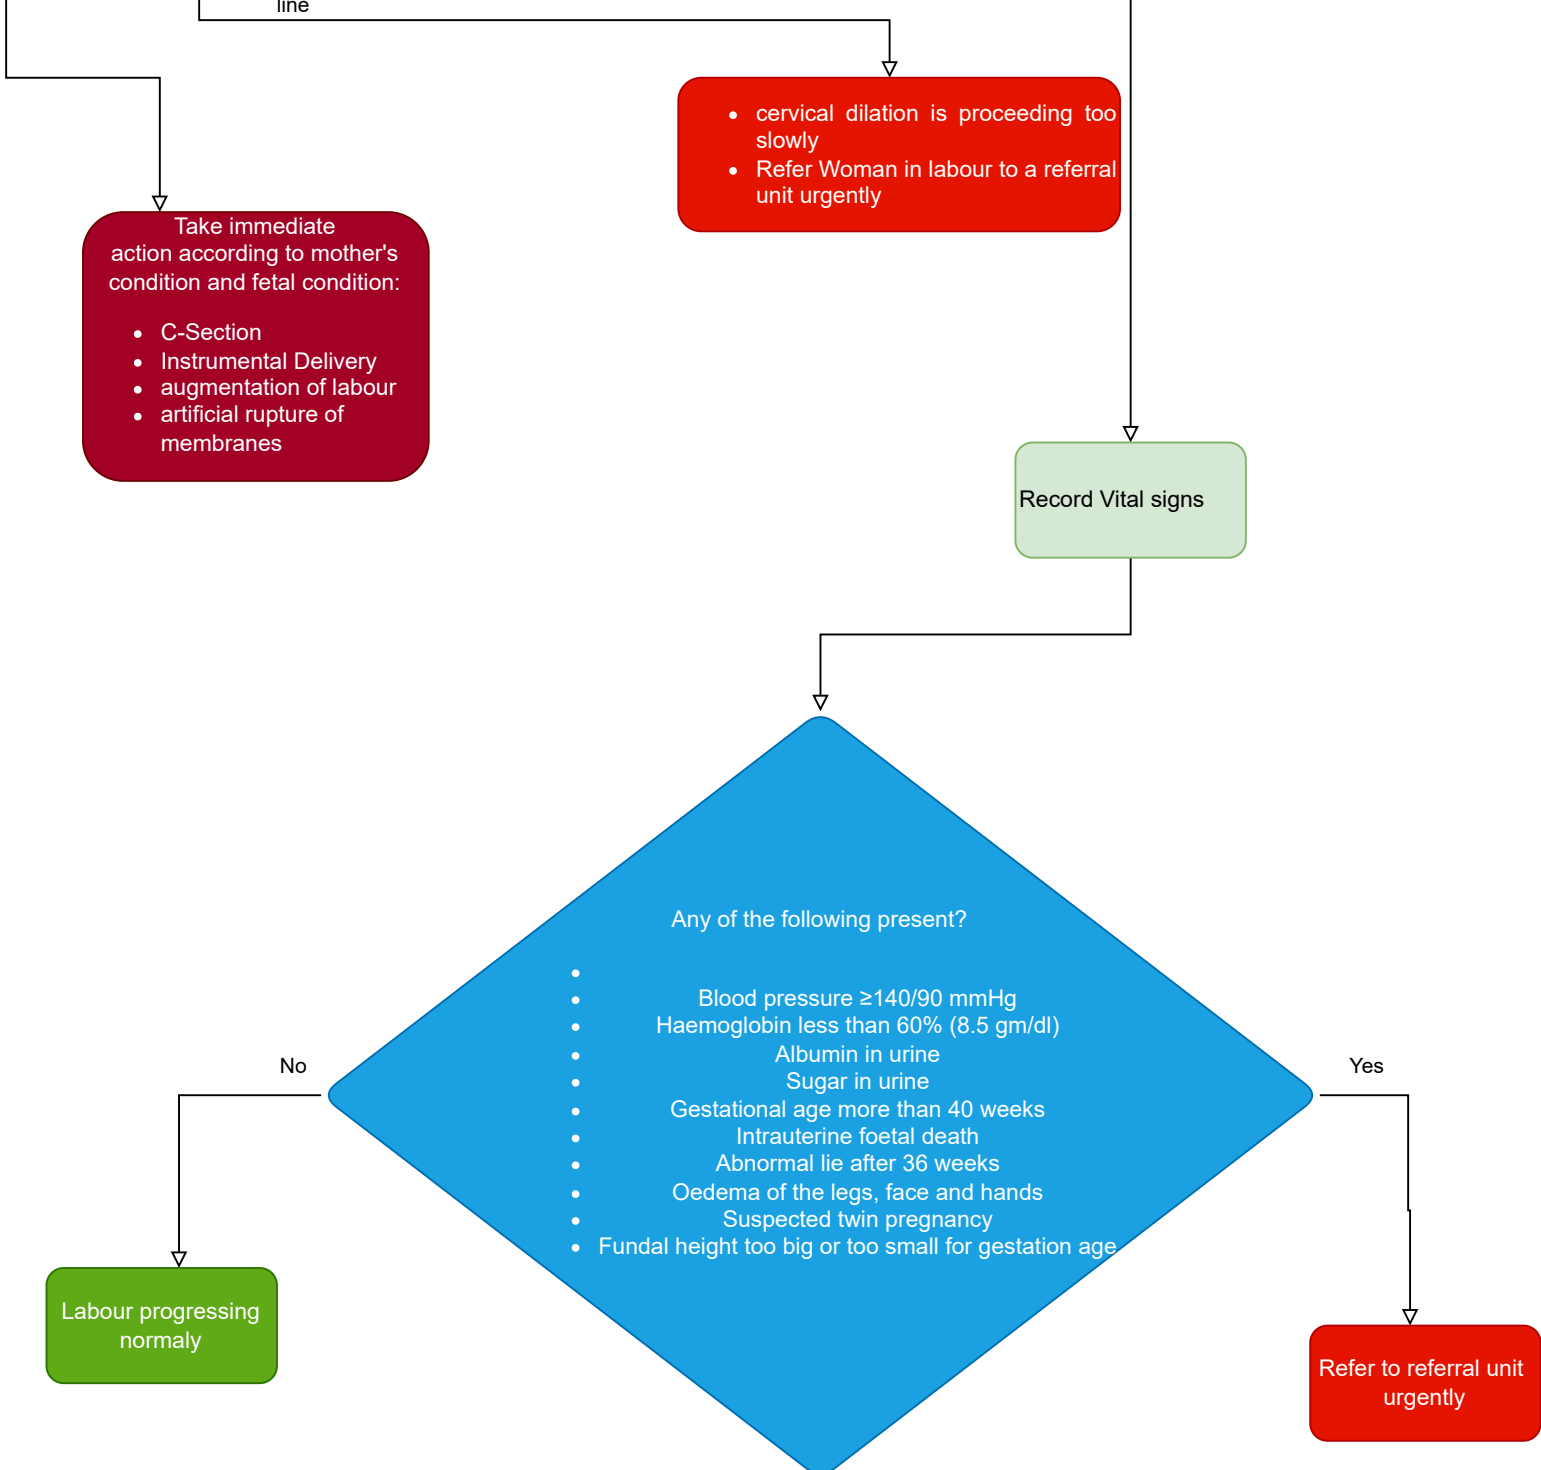 line
cervical dilation is proceeding too
slowly
Refer Woman in labour to a referral
unit urgently
Take immediate
action according to mother's
condition and fetal condition:
C-Section
Instrumental Delivery
augmentation of labour
artificial rupture of
membranes
Record Vital signs
Any of the following present?
Blood pressure ≥140/90 mmHg
Haemoglobin less than 60% (8.5 gm/dl)
Albumin in urine
Sugar in urine
Gestational age more than 40 weeks
Intrauterine foetal death
Abnormal lie after 36 weeks
Oedema of the legs, face and hands
Suspected twin pregnancy
Fundal height too big or too small for gestation age
No
Yes
Labour progressing
normaly
Refer to referral unit
urgently